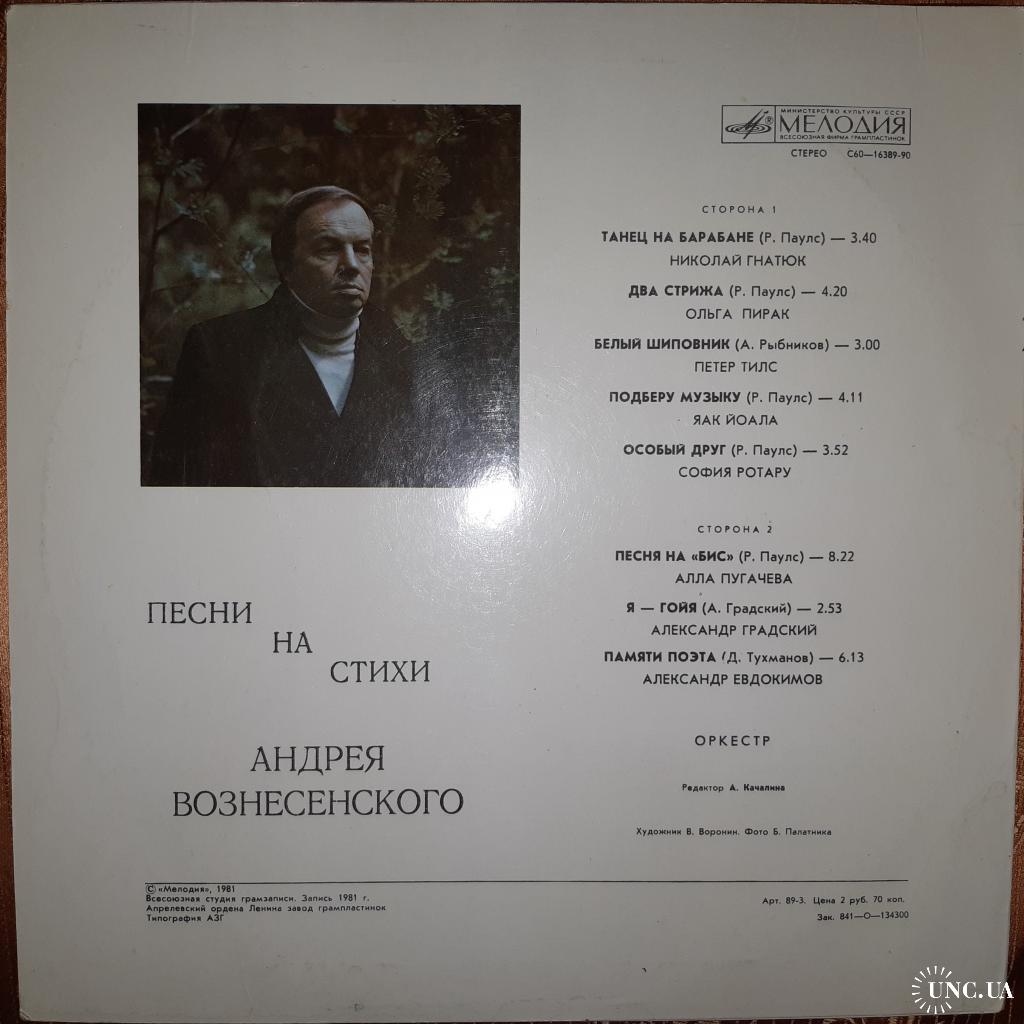 МИНИСТЕРСТВО КУЛЬТУРЫ СССР
МЕЛОДИЯ
ВСЕСОЮЗНАЯ ФИРМА ГРАМПЛАСТИНОК
СТЕРЕО С60—16389-90
СТОРОНА 1
ТАНЕЦ НА БАРАБАНЕ (Р. Паулс) — 3.40
НИКОЛАЙ ГНАТЮК
ДВА СТРИЖА (Р. Паулс) — 4.20
ОЛЬГА ПИРАК
БЕЛЫЙ ШИПОВНИК (А. Рыбников) — 3.00
ПЕТЕР ТИЛС
ПОДБЕРУ МУЗЫКУ (Р. Паулс) — 4.11
ЯАК ЙОАЛА
ОСОБЫЙ ДРУГ (Р. Паулс) — 3.52
СОФИЯ РОТАРУ
СТОРОНА 2
ПЕСНЯ НА «БИС» (Р. Паулс) — 8.22
АЛЛА ПУГАЧЕВА
Я — ГОЙЯ (А. Градский) — 2.53
АЛЕКСАНДР ГРАДСКИЙ
ПАМЯТИ ПОЭТА (Д. Тухманов) — 6.13
АЛЕКСАНДР ЕВДОКИМОВ
ОРКЕСТР
Редактор А. Качалина
Художник В. Воронин. Фото Б. Палатника
ПЕСНИ
НА
СТИХИ
АНДРЕЯ
ВОЗНЕСЕНСКОГО
© «Мелодия», 1981
Всесоюзная студия грамзаписи. Запись 1981 г.
Апрелевский ордена Ленина завод грампластинок
Типография АЗГ
Арт. 89-3. Цена 2 руб. 70 коп.
Зак. 841—О—134300
UNC.UA